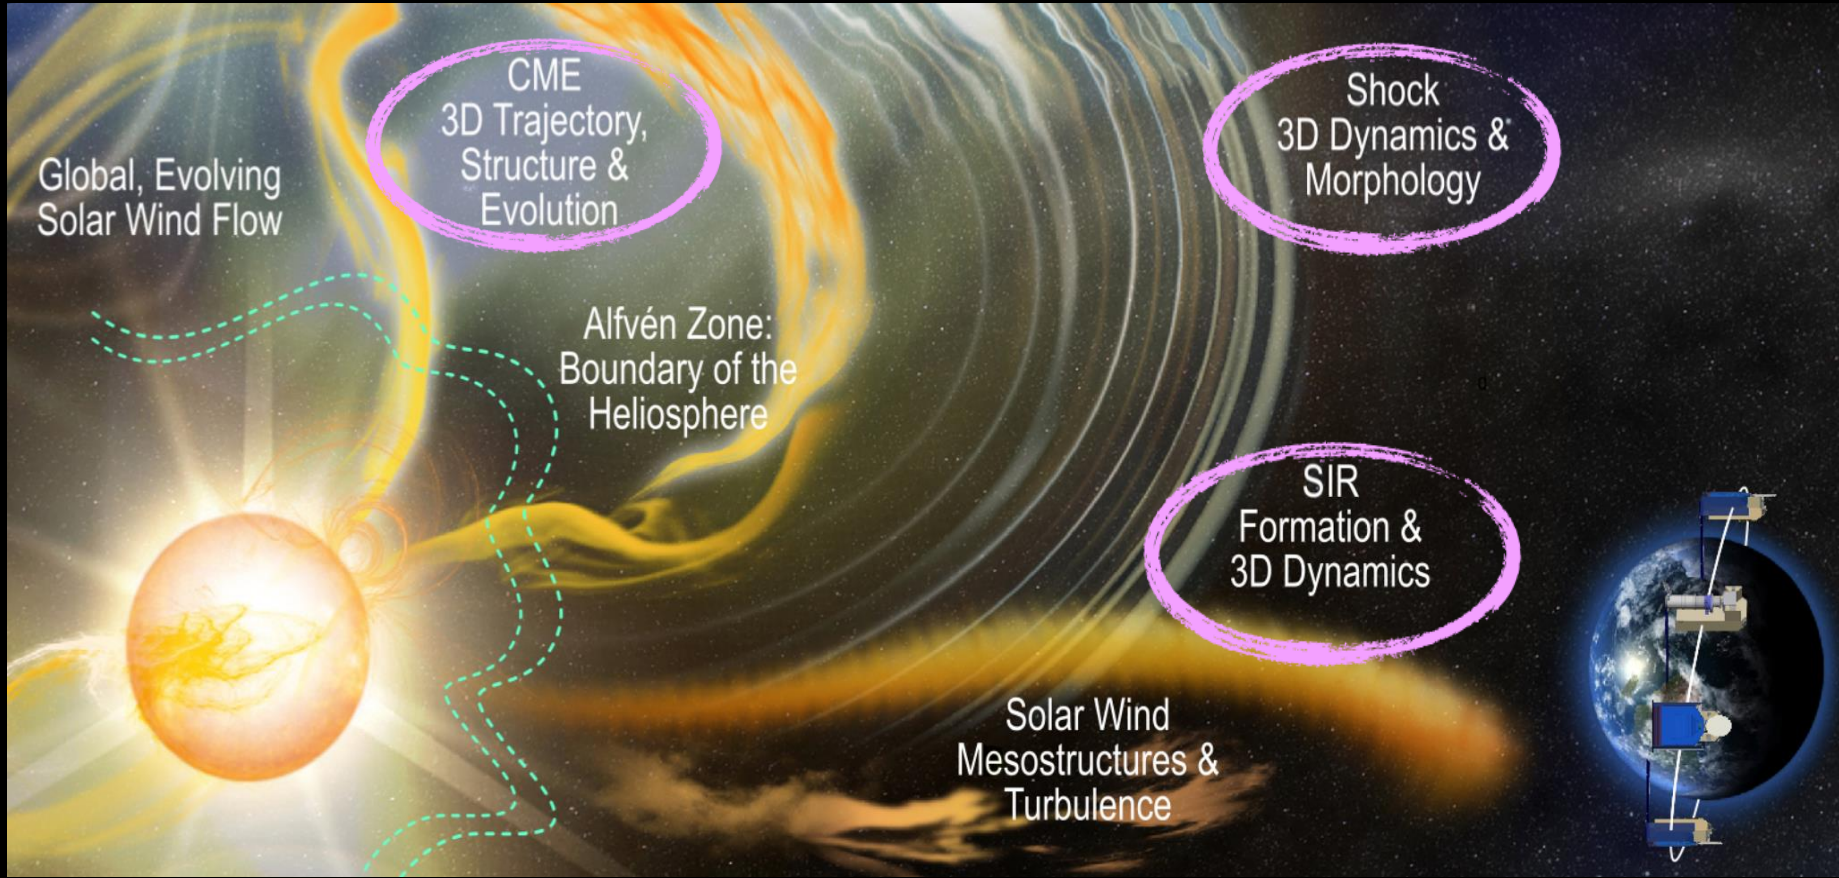 CME
3D Trajectory,
Structure &
Evolution
Shock
3D Dynamics &
Morphology
Global, Evolving
Solar Wind Flow
Alfvén Zone:
Boundary of the
Heliosphere
SIR
Formation &
3D Dynamics
Solar Wind
Mesostructures &
Turbulence